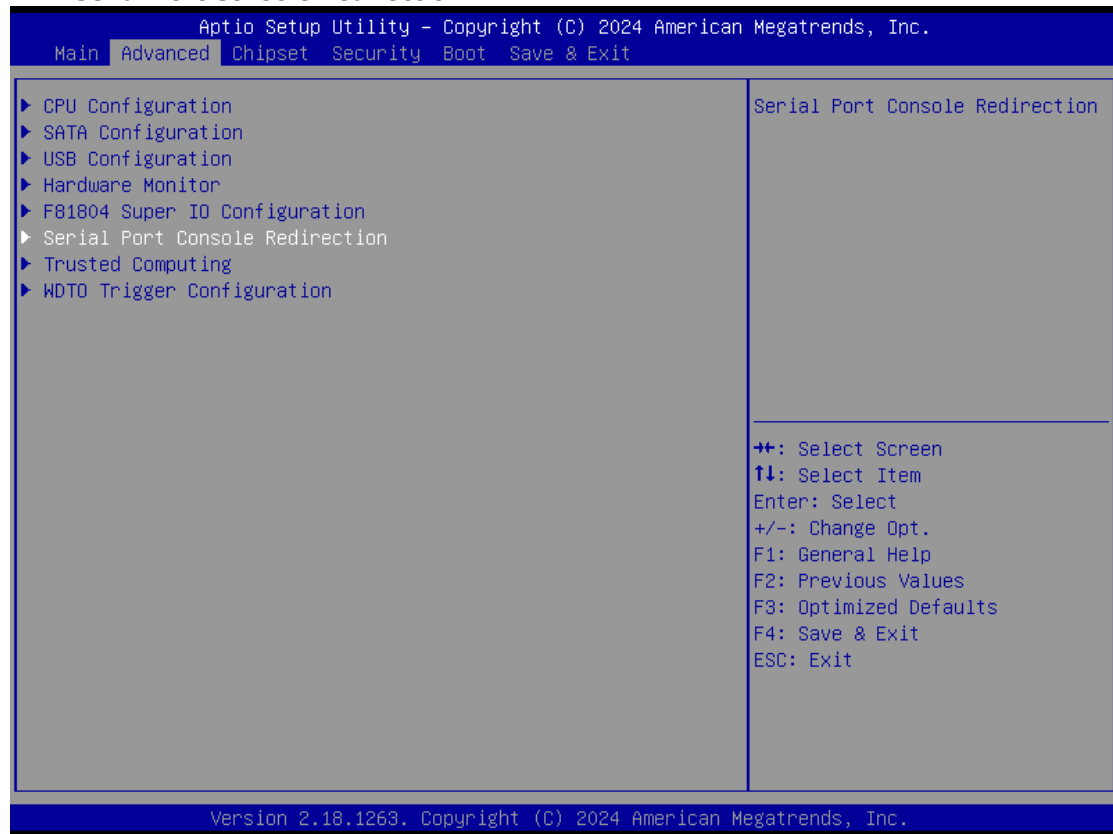 Aptio Setup Utility – Copyright (C) 2024 American Megatrends, Inc.
Main Advanced Chipset Security Boot Save & Exit
▶ CPU Configuration
▶ SATA Configuration
▶ USB Configuration
▶ Hardware Monitor
▶ F81804 Super IO Configuration
▶ Serial Port Console Redirection
▶ Trusted Computing
▶ WDTO Trigger Configuration
Serial Port Console Redirection
→←: Select Screen
↑↓: Select Item
Enter: Select
+/-: Change Opt.
F1: General Help
F2: Previous Values
F3: Optimized Defaults
F4: Save & Exit
ESC: Exit
Version 2.18.1263. Copyright (C) 2024 American Megatrends, Inc.